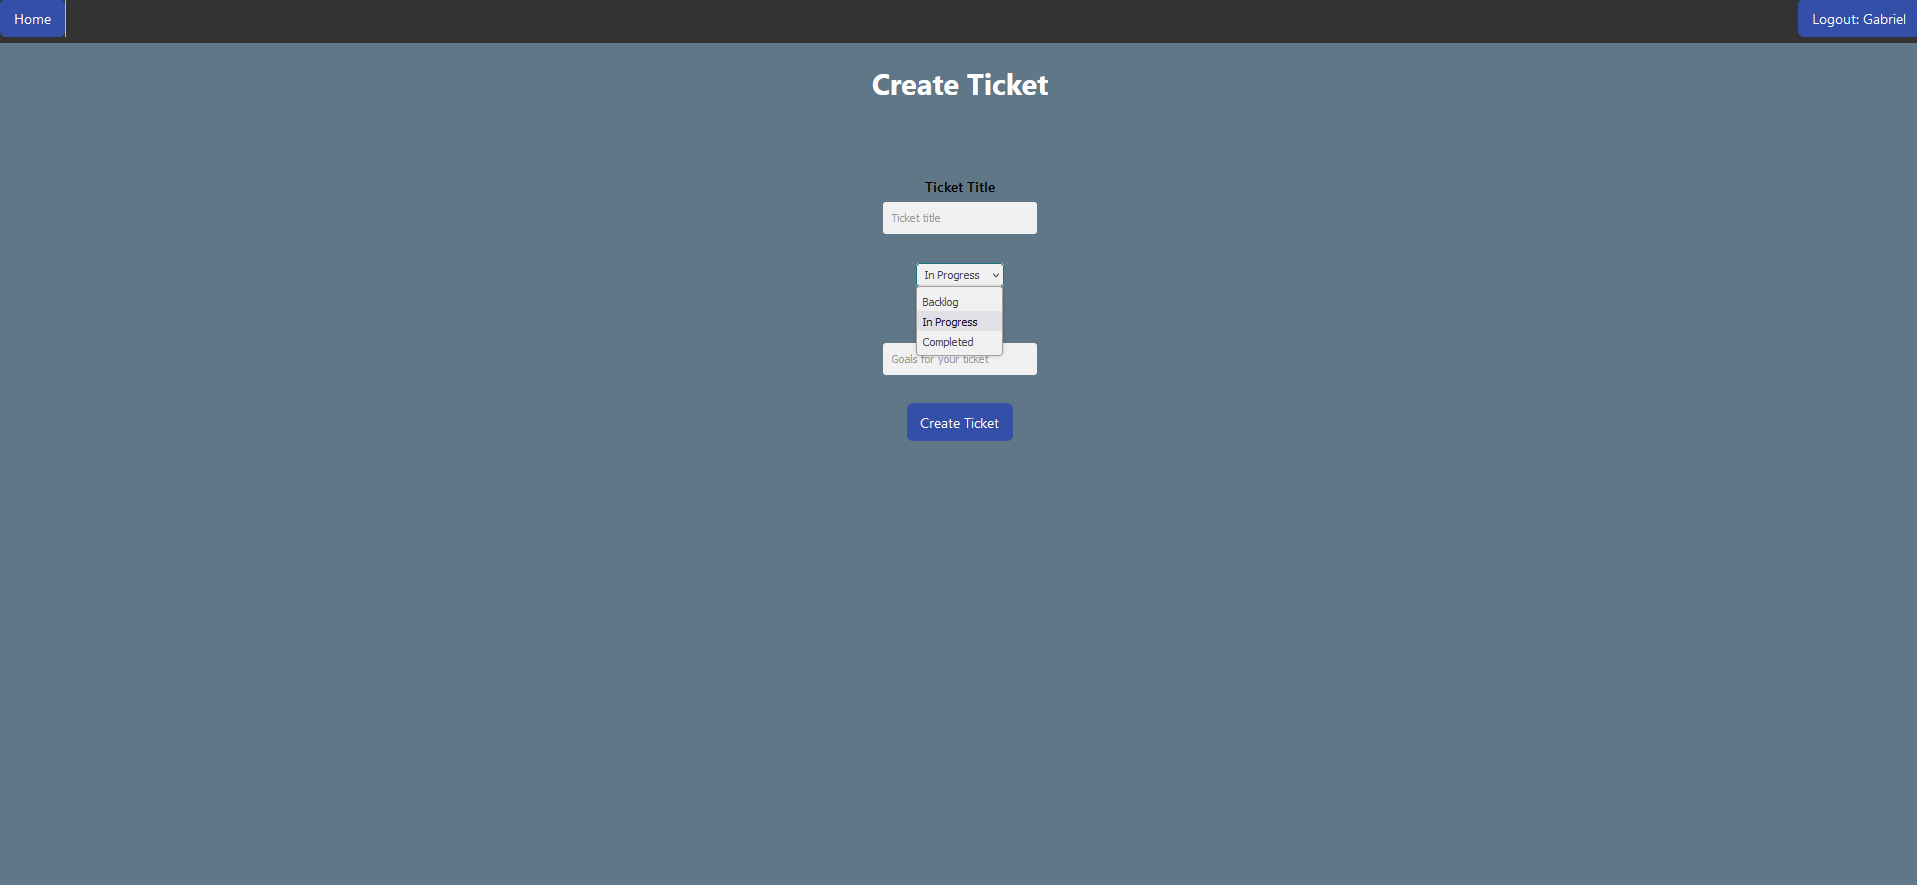 Home
Logout: Gabriel
Create Ticket
Ticket Title
Ticket title
In Progress
Backlog
In Progress
Completed
Goals for your ticket
Create Ticket